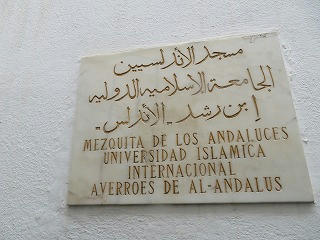 مسجد الأندلسيين
الجامعة الإسلامية الدولية
إبن رشد - الأندلس -
MEZQUITA DE LOS ANDALUCES
UNIVERSIDAD ISLAMICA
INTERNACIONAL
AVERROES DE AL-ANDALUS